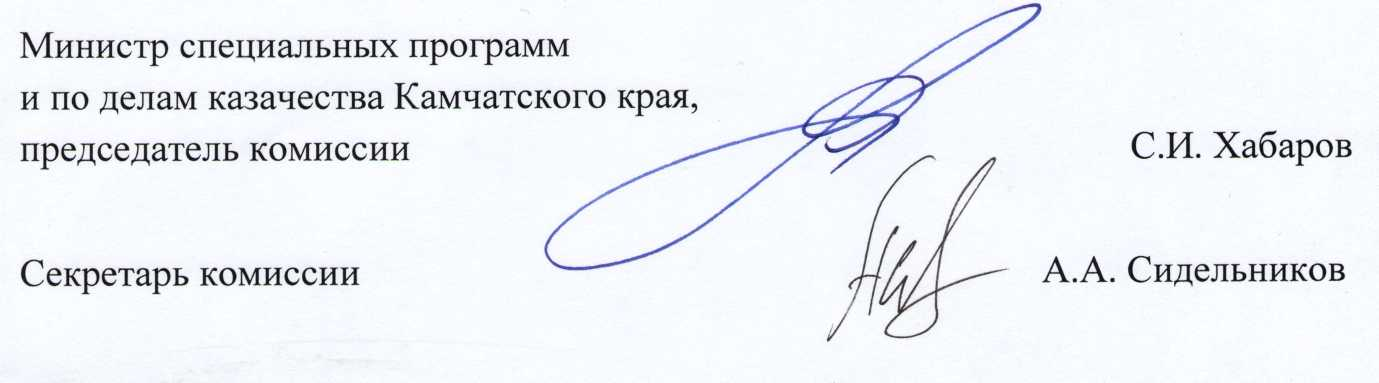 Министр специальных программ
и по делам казачества Камчатского края,
председатель комиссии С.И. Хабаров
Секретарь комиссии А.А. Сидельников